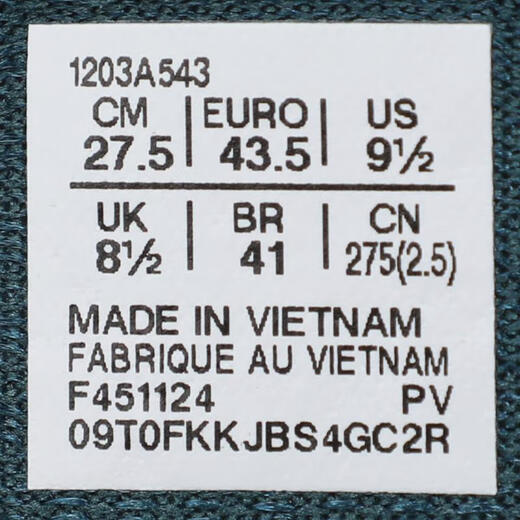 1203A543
CM | EURO | US
27.5 | 43.5 | 9½
UK | BR | CN
8½ | 41 | 275(2.5)
MADE IN VIETNAM
FABRIQUE AU VIETNAM
F451124 PV
09T0FKKJBS4GC2R